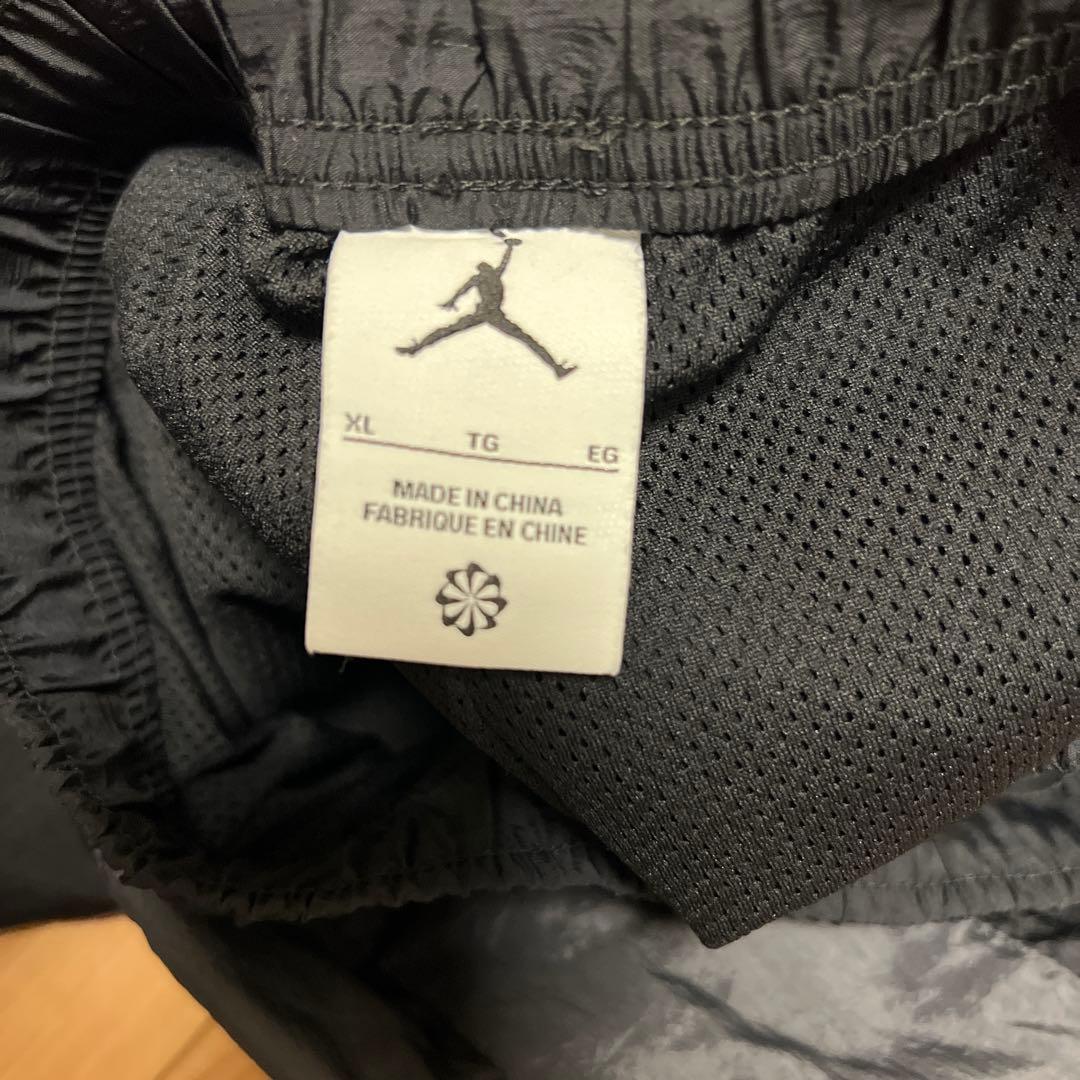 XL TG EG
MADE IN CHINA
FABRIQUE EN CHINE